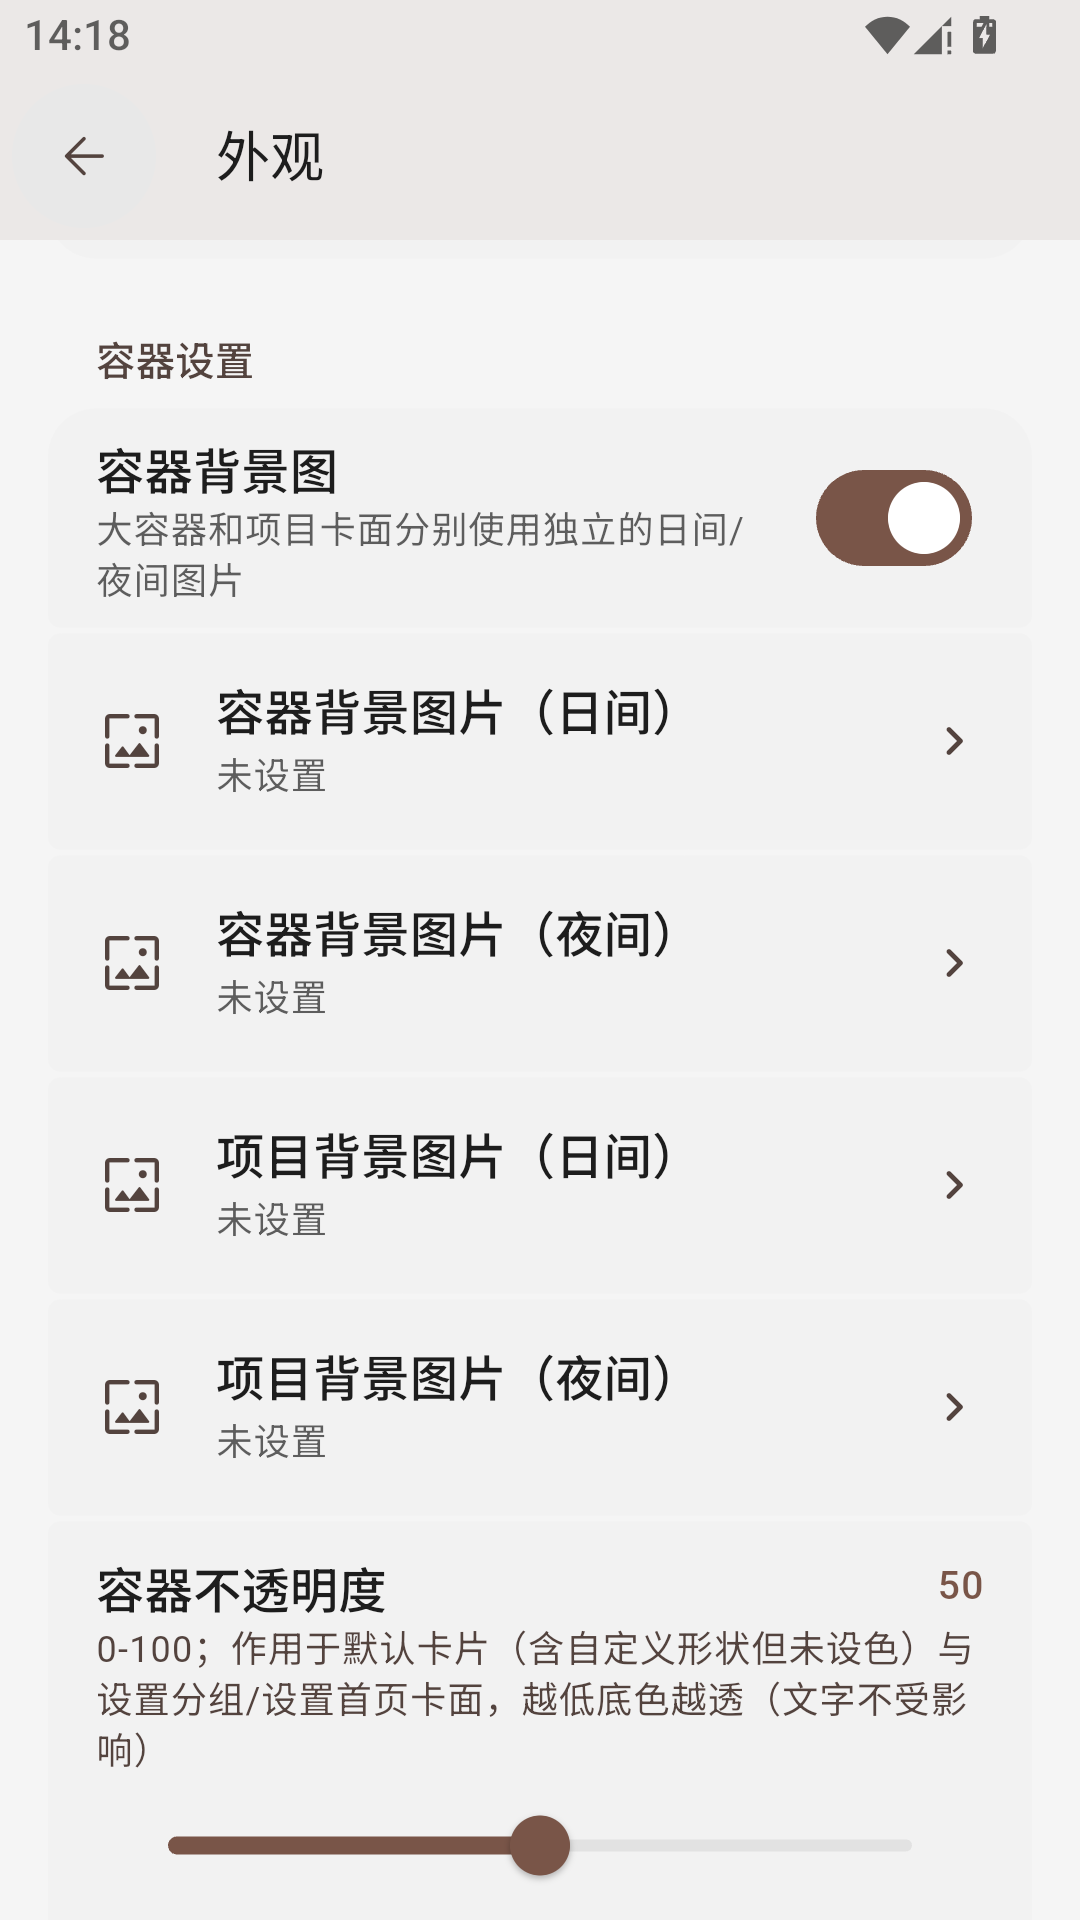 14:18
外观
容器设置
容器背景图
大容器和项目卡面分别使用独立的日间/
夜间图片
容器背景图片（日间）
未设置
容器背景图片（夜间）
未设置
项目背景图片（日间）
未设置
项目背景图片（夜间）
未设置
容器不透明度
50
0-100；作用于默认卡片（含自定义形状但未设色）与
设置分组/设置首页卡面，越低底色越透（文字不受影
响）